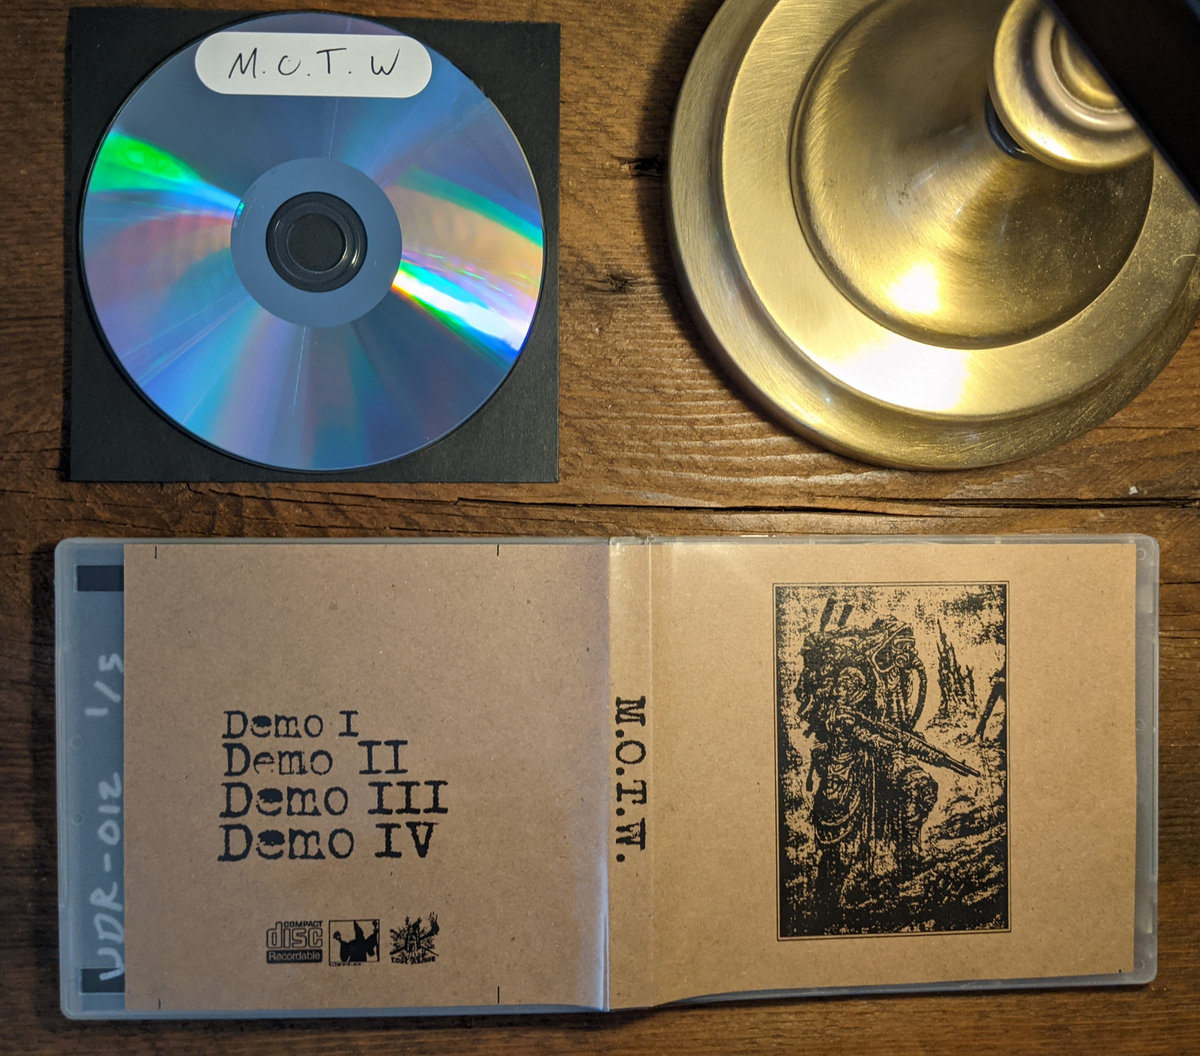 M.O.T.W
Demo I
Demo II
Demo III
Demo IV
COMPACT
disc
Recordable
M.O.T.W.
WDR-012 1/5